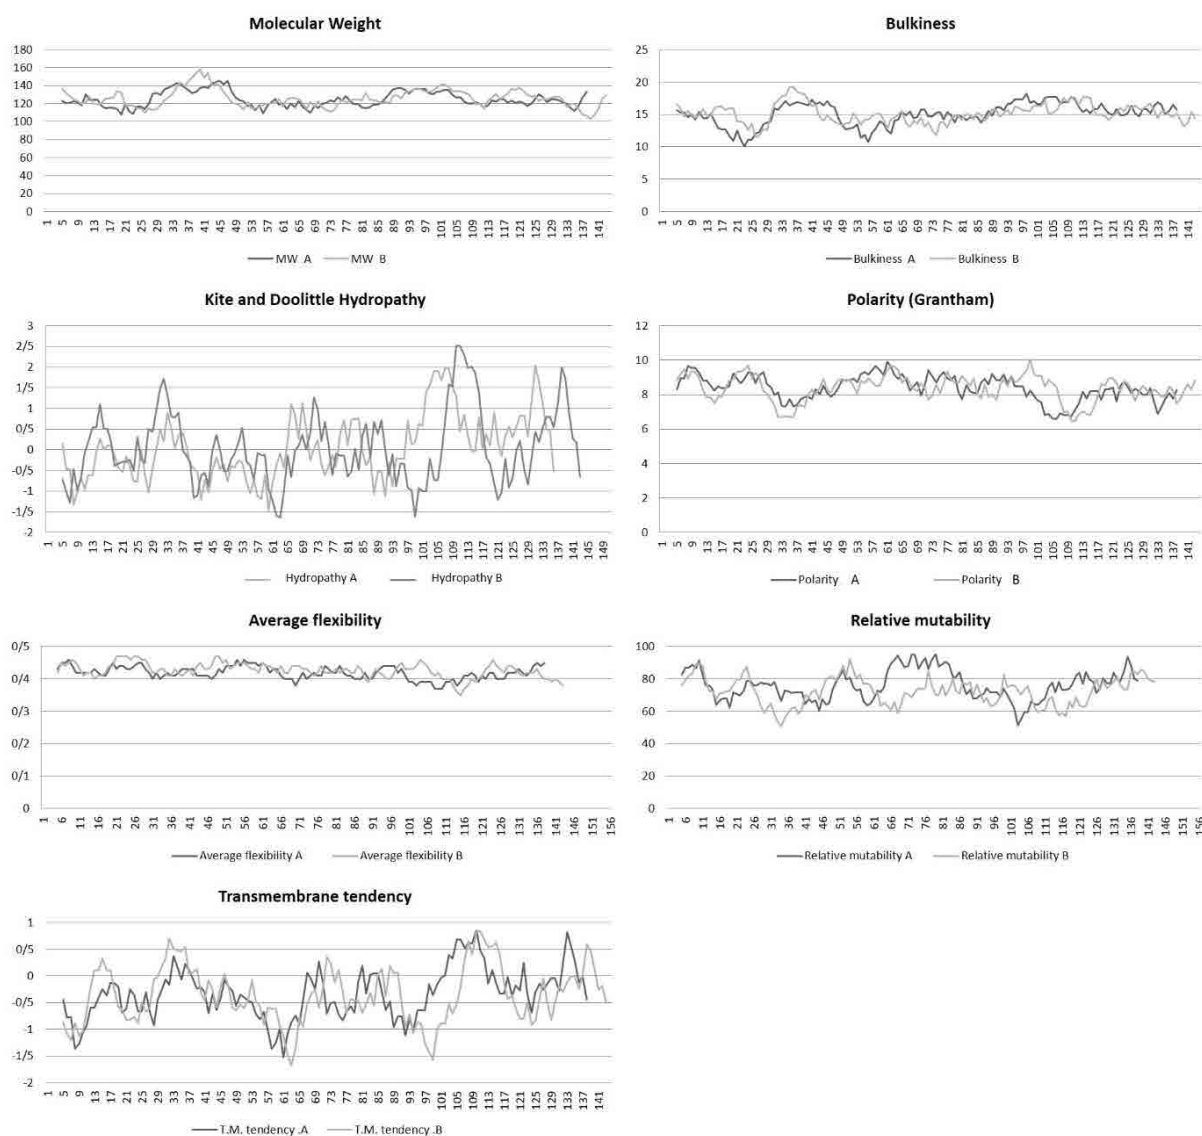 Molecular Weight
180
160
140
120
100
80
60
40
20
0
1 5 9 13 17 21 25 29 33 37 41 45 49 53 57 61 65 69 73 77 81 85 89 93 97 101 105 109 113 117 121 125 129 133 137 141
MW A MW B
Bulkiness
25
20
15
10
5
0
1 5 9 13 17 21 25 29 33 37 41 45 49 53 57 61 65 69 73 77 81 85 89 93 97 101 105 109 113 117 121 125 129 133 137 141
Bulkiness A Bulkiness B
Kite and Doolittle Hydropathy
3
2/5
2
1/5
1
0/5
0
-0/5
-1
-1/5
-2
1 5 9 13 17 21 25 29 33 37 41 45 49 53 57 61 65 69 73 77 81 85 89 93 97 101 105 109 113 117 121 125 129 133 137 141 145 149
Hydropathy A Hydropathy B
Polarity (Grantham)
12
10
8
6
4
2
0
1 5 9 13 17 21 25 29 33 37 41 45 49 53 57 61 65 69 73 77 81 85 89 93 97 101 105 109 113 117 121 125 129 133 137 141
Polarity A Polarity B
Average flexibility
0/5
0/4
0/3
0/2
0/1
0
1 6 11 16 21 26 31 36 41 46 51 56 61 66 71 76 81 86 91 96 101 106 111 116 121 126 131 136 141 146 151 156
Average flexibility A Average flexibility B
Relative mutability
100
80
60
40
20
0
1 6 11 16 21 26 31 36 41 46 51 56 61 66 71 76 81 86 91 96 101 106 111 116 121 126 131 136 141 146 151 156
Relative mutability A Relative mutability B
Transmembrane tendency
1
0/5
0
-0/5
-1
-1/5
-2
1 5 9 13 17 21 25 29 33 37 41 45 49 53 57 61 65 69 73 77 81 85 89 93 97 101 105 109 113 117 121 125 129 133 137 141
T.M. tendency .A T.M. tendency .B